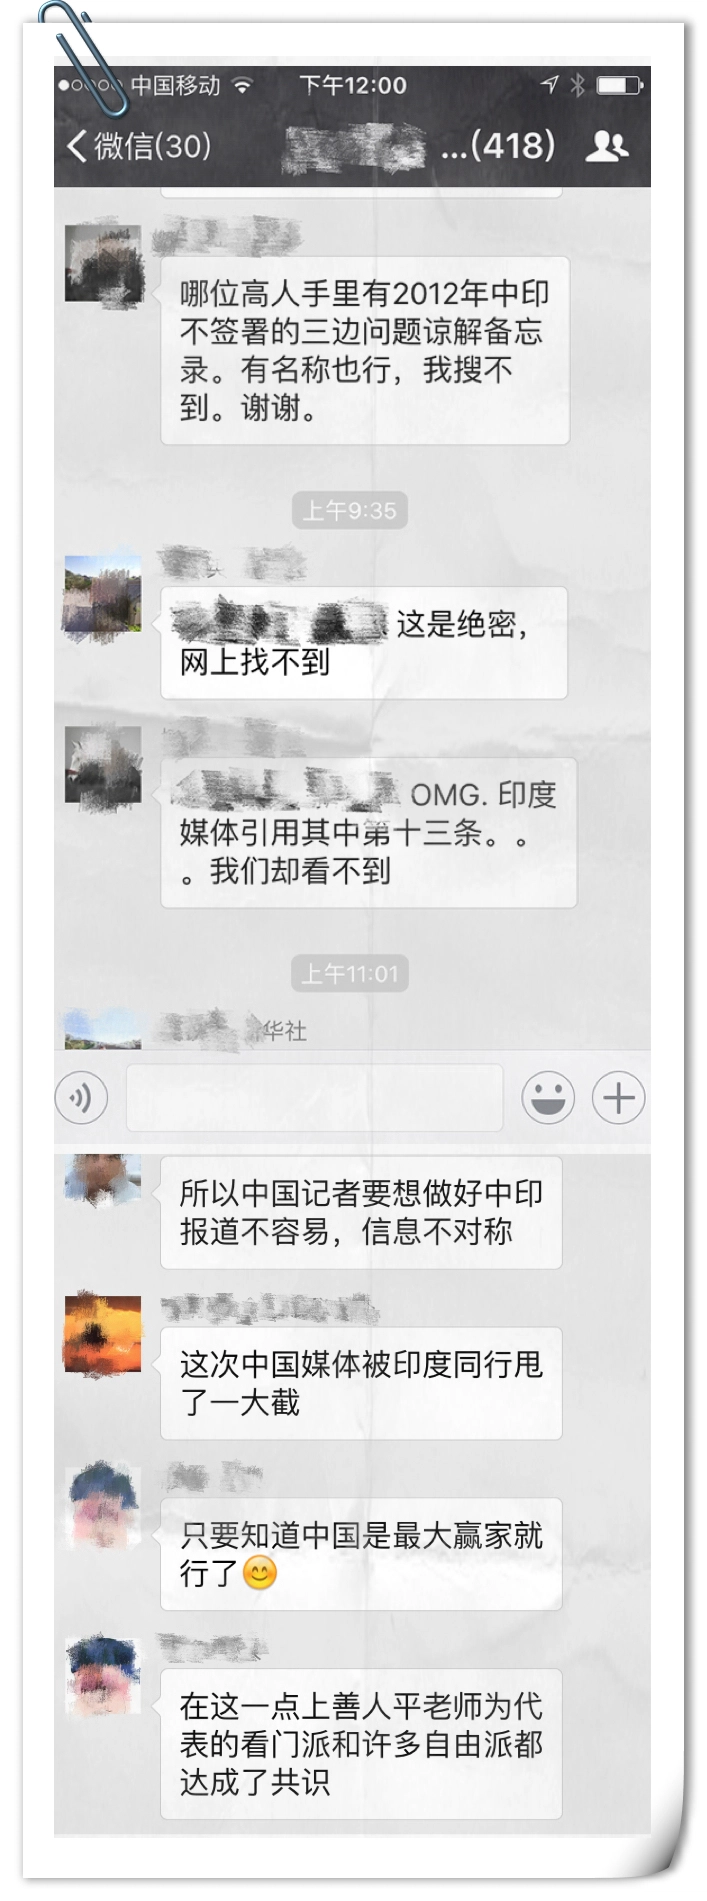 中国移动 下午12:00
微信(30) ...(418)
哪位高人手里有2012年中印
不签署的三边问题谅解备忘
录。有名称也行，我搜不
到。谢谢。
上午9:35
这是绝密，
网上找不到
OMG. 印度
媒体引用其中第十三条。。
。我们却看不到
上午11:01
华社
所以中国记者要想做好中印
报道不容易，信息不对称
这次中国媒体被印度同行甩
了一大截
只要知道中国是最大赢家就
行了😊
在这一点上善人平老师为代
表的看门派和许多自由派都
达成了共识